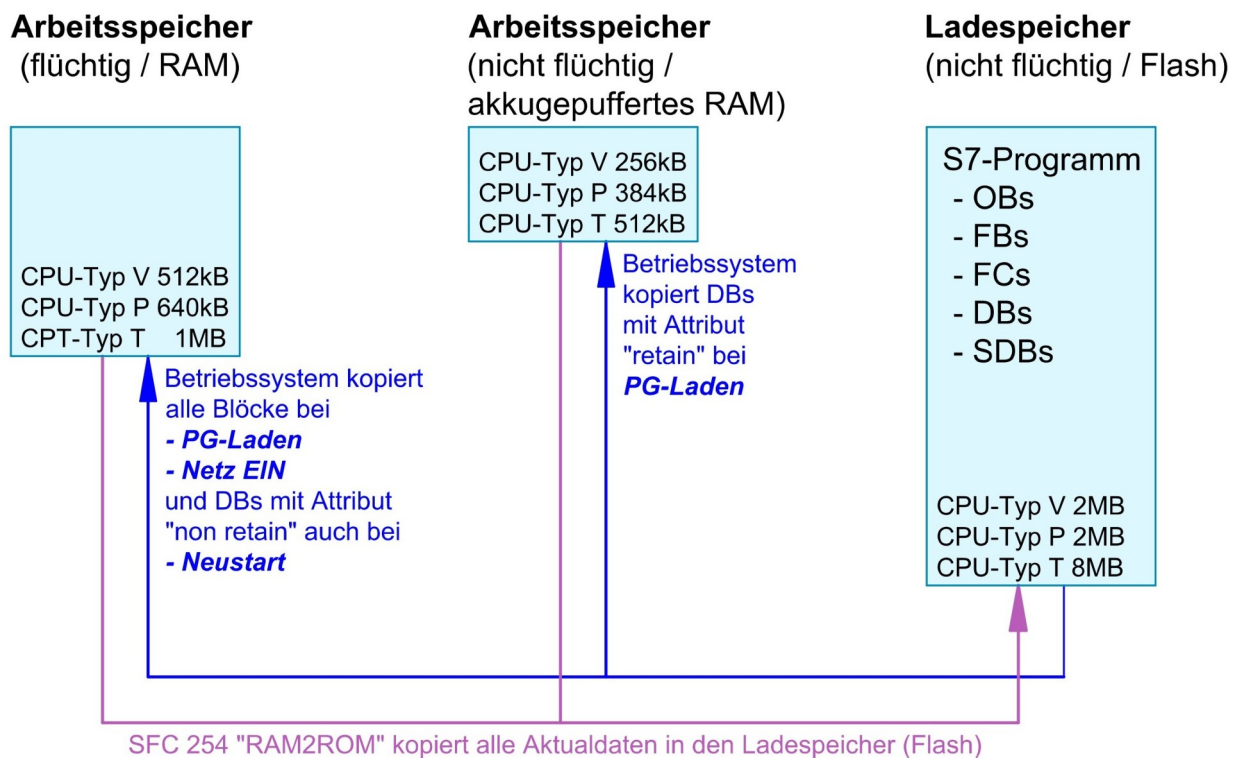 Arbeitsspeicher
(flüchtig / RAM)
CPU-Typ V 512kB
CPU-Typ P 640kB
CPT-Typ T 1MB
Betriebssystem kopiert
alle Blöcke bei
- PG-Laden
- Netz EIN
und DBs mit Attribut
"non retain" auch bei
- Neustart
Arbeitsspeicher
(nicht flüchtig /
akkugepuffertes RAM)
CPU-Typ V 256kB
CPU-Typ P 384kB
CPU-Typ T 512kB
Betriebssystem
kopiert DBs
mit Attribut
"retain" bei
PG-Laden
Ladespeicher
(nicht flüchtig / Flash)
S7-Programm
- OBs
- FBs
- FCs
- DBs
- SDBs
CPU-Typ V 2MB
CPU-Typ P 2MB
CPU-Typ T 8MB
SFC 254 "RAM2ROM" kopiert alle Aktualdaten in den Ladespeicher (Flash)